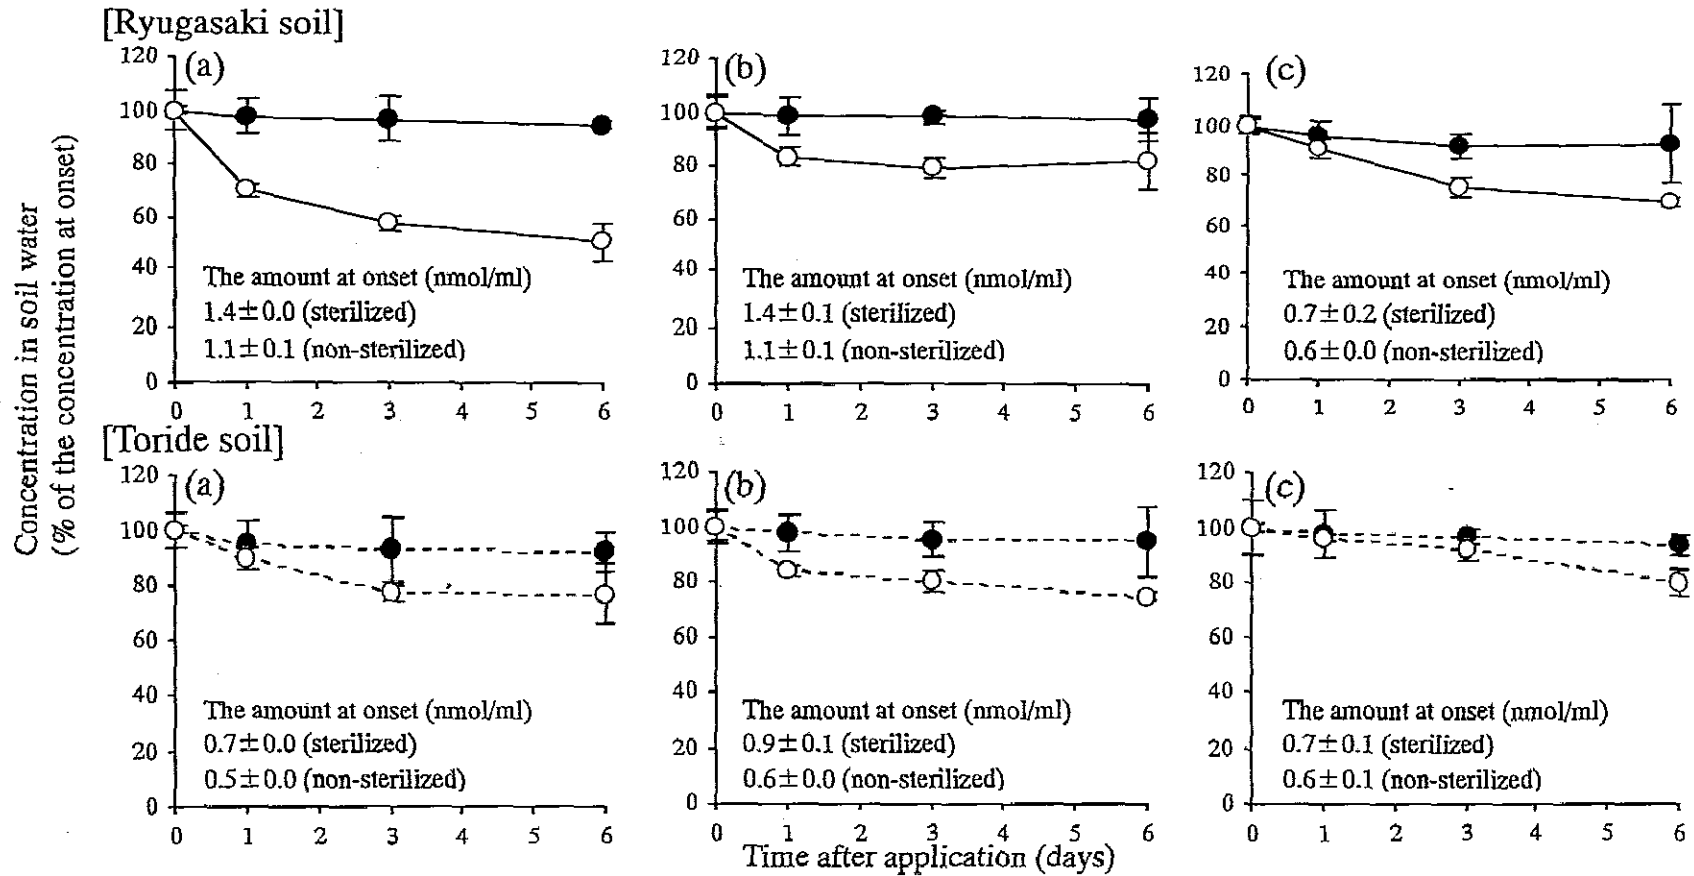 [Ryugasaki soil]
(a)
120
100
80
60
40
20
0
0 1 2 3 4 5 6
The amount at onset (nmol/ml)
1.4±0.0 (sterilized)
1.1±0.1 (non-sterilized)
(b)
120
100
80
60
40
20
0
0 1 2 3 4 5 6
The amount at onset (nmol/ml)
1.4±0.1 (sterilized)
1.1±0.1 (non-sterilized)
(c)
120
100
80
60
40
20
0
0 1 2 3 4 5 6
The amount at onset (nmol/ml)
0.7±0.2 (sterilized)
0.6±0.0 (non-sterilized)
Concentration in soil water
(% of the concentration at onset)
[Toride soil]
(a)
120
100
80
60
40
20
0
0 1 2 3 4 5 6
The amount at onset (nmol/ml)
0.7±0.0 (sterilized)
0.5±0.0 (non-sterilized)
(b)
120
100
80
60
40
20
0
0 1 2 3 4 5 6
The amount at onset (nmol/ml)
0.9±0.1 (sterilized)
0.6±0.0 (non-sterilized)
(c)
120
100
80
60
40
20
0
0 1 2 3 4 5 6
The amount at onset (nmol/ml)
0.7±0.1 (sterilized)
0.6±0.1 (non-sterilized)
Time after application (days)